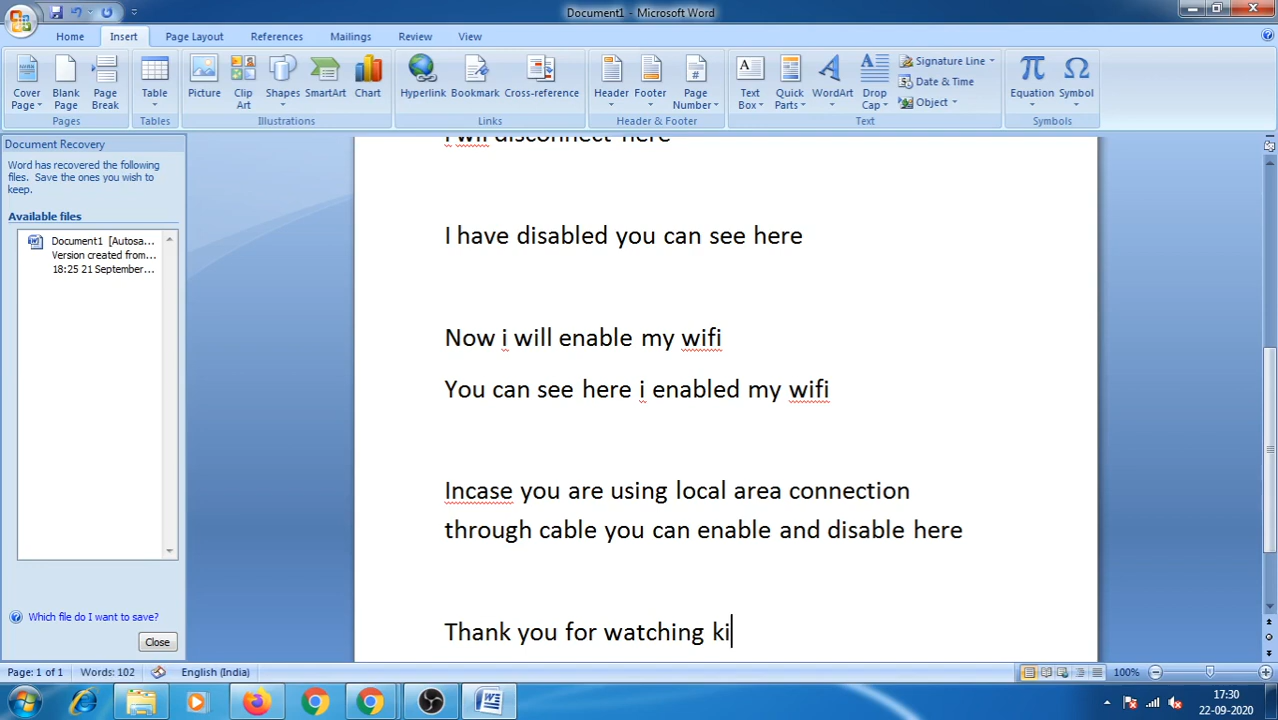 Document1 - Microsoft Word
Home Insert Page Layout References Mailings Review View
Cover Page Blank Page Page Break Table Picture Clip Art Shapes SmartArt Chart Hyperlink Bookmark Cross-reference Header Footer Page Number Text Box Quick Parts WordArt Drop Cap Signature Line Date & Time Object Equation Symbol
Pages Tables Illustrations Links Header & Footer Text Symbols
Document Recovery
Word has recovered the following
files. Save the ones you wish to
keep.
Available files
Document1 [Autosa...
Version created from...
18:25 21 September...
Which file do I want to save?
Close
I wil disconnect here
I have disabled you can see here
Now i will enable my wifi
You can see here i enabled my wifi
Incase you are using local area connection
through cable you can enable and disable here
Thank you for watching ki
Page: 1 of 1 Words: 102 English (India) 100%
17:30
22-09-2020